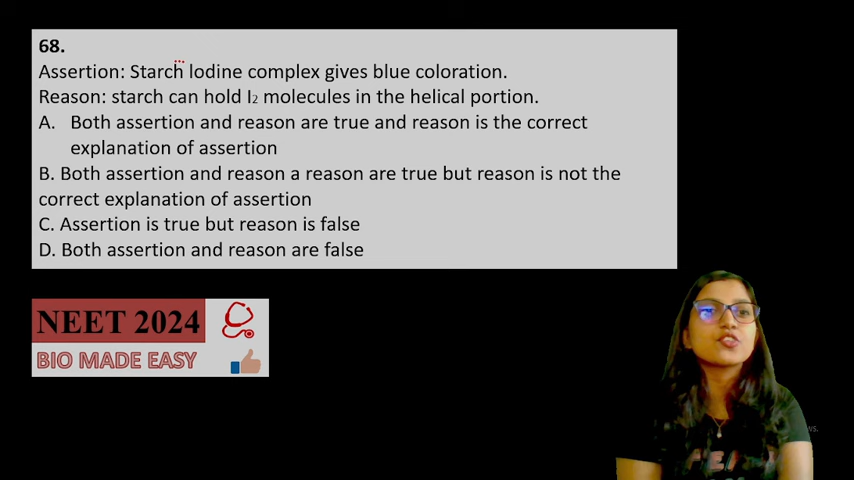 68.
Assertion: Starch Iodine complex gives blue coloration.
Reason: starch can hold I₂ molecules in the helical portion.
A. Both assertion and reason are true and reason is the correct
explanation of assertion
B. Both assertion and reason a reason are true but reason is not the
correct explanation of assertion
C. Assertion is true but reason is false
D. Both assertion and reason are false
NEET 2024
BIO MADE EASY